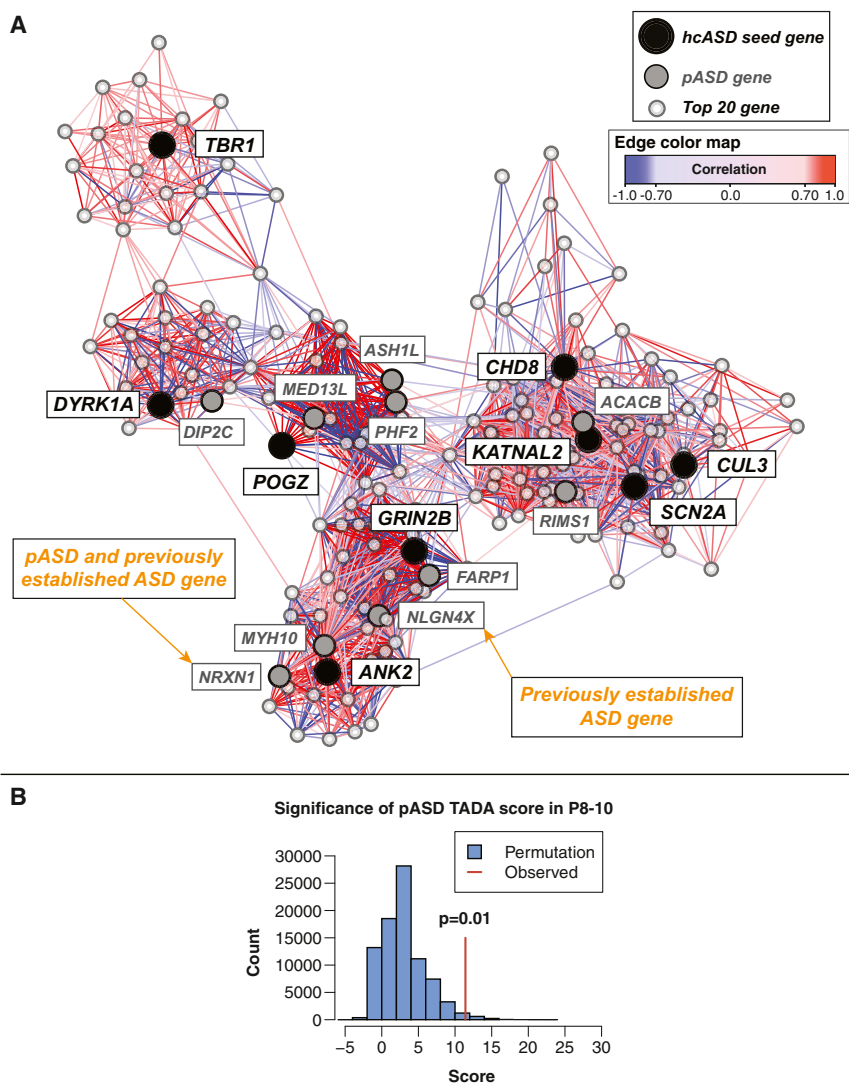 A
hcASD seed gene
pASD gene
Top 20 gene
Edge color map
Correlation
-1.0 -0.70 0.0 0.70 1.0
TBR1
ASH1L
CHD8
MED13L
ACACB
DYRK1A
DIP2C
PHF2
KATNAL2
CUL3
POGZ
SCN2A
GRIN2B
RIMS1
pASD and previously
established ASD gene
FARP1
NLGN4X
MYH10
NRXN1
ANK2
Previously established
ASD gene
B
Significance of pASD TADA score in P8-10
Permutation
Observed
p=0.01
Count
30000
25000
20000
15000
10000
5000
0
−5 0 5 10 15 20 25 30
Score